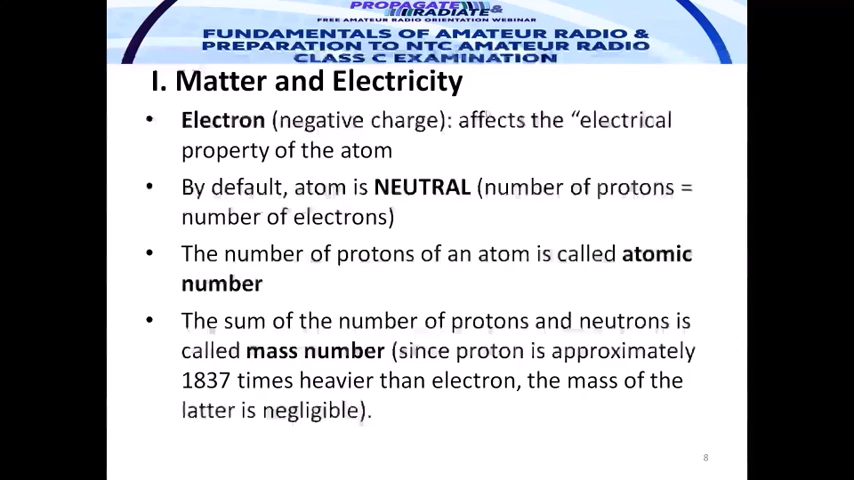 PROPAGATE &
RADIATE
FREE AMATEUR RADIO ORIENTATION WEBINAR
FUNDAMENTALS OF AMATEUR RADIO &
PREPARATION TO NTC AMATEUR RADIO
CLASS C EXAMINATION
I. Matter and Electricity
• Electron (negative charge): affects the “electrical
property of the atom
• By default, atom is NEUTRAL (number of protons =
number of electrons)
• The number of protons of an atom is called atomic
number
• The sum of the number of protons and neutrons is
called mass number (since proton is approximately
1837 times heavier than electron, the mass of the
latter is negligible).
8